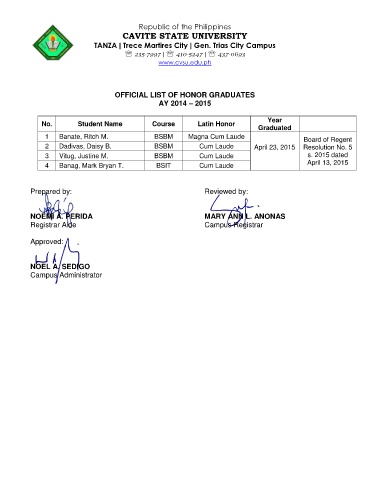 Republic of the Philippines
CAVITE STATE UNIVERSITY
TANZA | Trece Martires City | Gen. Trias City Campus
☏ 235-7997 | ☏ 410-5247 | ☏ 437-0693
www.cvsu.edu.ph
OFFICIAL LIST OF HONOR GRADUATES
AY 2014 – 2015
No. Student Name Course Latin Honor Year Graduated
1 Banate, Ritch M. BSBM Magna Cum Laude
2 Dadivas, Daisy B. BSBM Cum Laude
3 Vitug, Justine M. BSBM Cum Laude
4 Banag, Mark Bryan T. BSIT Cum Laude
April 23, 2015
Board of Regent
Resolution No. 5
s. 2015 dated
April 13, 2015
Prepared by: Reviewed by:
NOEMI A. PERIDA MARY ANN L. ANONAS
Registrar Aide Campus Registrar
Approved:
NOEL A. SEDIGO
Campus Administrator